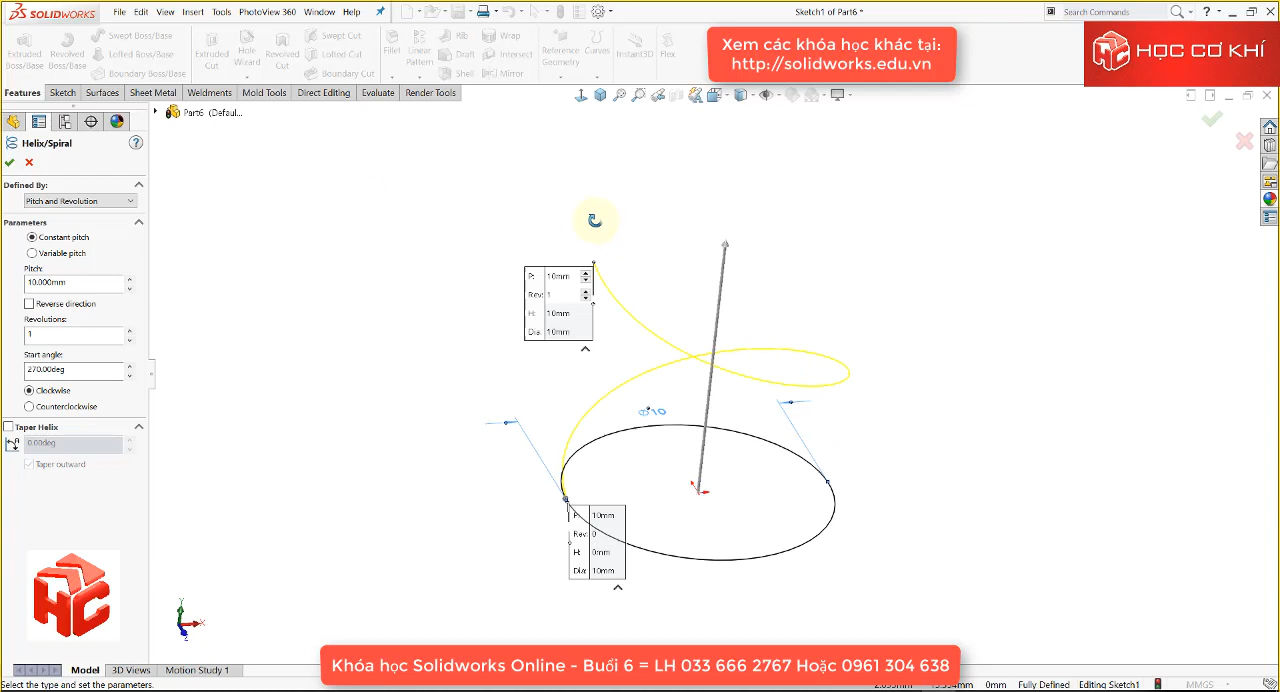 SOLIDWORKS File Edit View Insert Tools PhotoView 360 Window Help Sketch1 of Part6 * Search Commands
Extruded Boss/Base
Revolved Boss/Base
Swept Boss/Base
Lofted Boss/Base
Boundary Boss/Base
Extruded Cut
Hole Wizard
Revolved Cut
Swept Cut
Lofted Cut
Boundary Cut
Fillet
Linear Pattern
Rib
Draft
Shell
Wrap
Intersect
Mirror
Reference Geometry
Curves
Instant3D
Flex
Xem các khóa học khác tại:
http://solidworks.edu.vn
HỌC CƠ KHÍ
Features Sketch Surfaces Sheet Metal Weldments Mold Tools Direct Editing Evaluate Render Tools
Part6 (Defaul...
Helix/Spiral
Defined By:
Pitch and Revolution
Parameters
Constant pitch
Variable pitch
Pitch:
10.000mm
Reverse direction
Revolutions:
1
Start angle:
270.00deg
Clockwise
Counterclockwise
Taper Helix
0.00deg
Taper outward
P: 10mm
Rev: 1
H: 10mm
Dia: 10mm
⌀10
P: 10mm
Rev: 0
H: 0mm
Dia: 10mm
HC
Y
X
Z
Model 3D Views Motion Study 1
Khóa học Solidworks Online - Buổi 6 = LH 033 666 2767 Hoặc 0961 304 638
Select the type and set the parameters.
0mm Fully Defined Editing Sketch1 MMGS